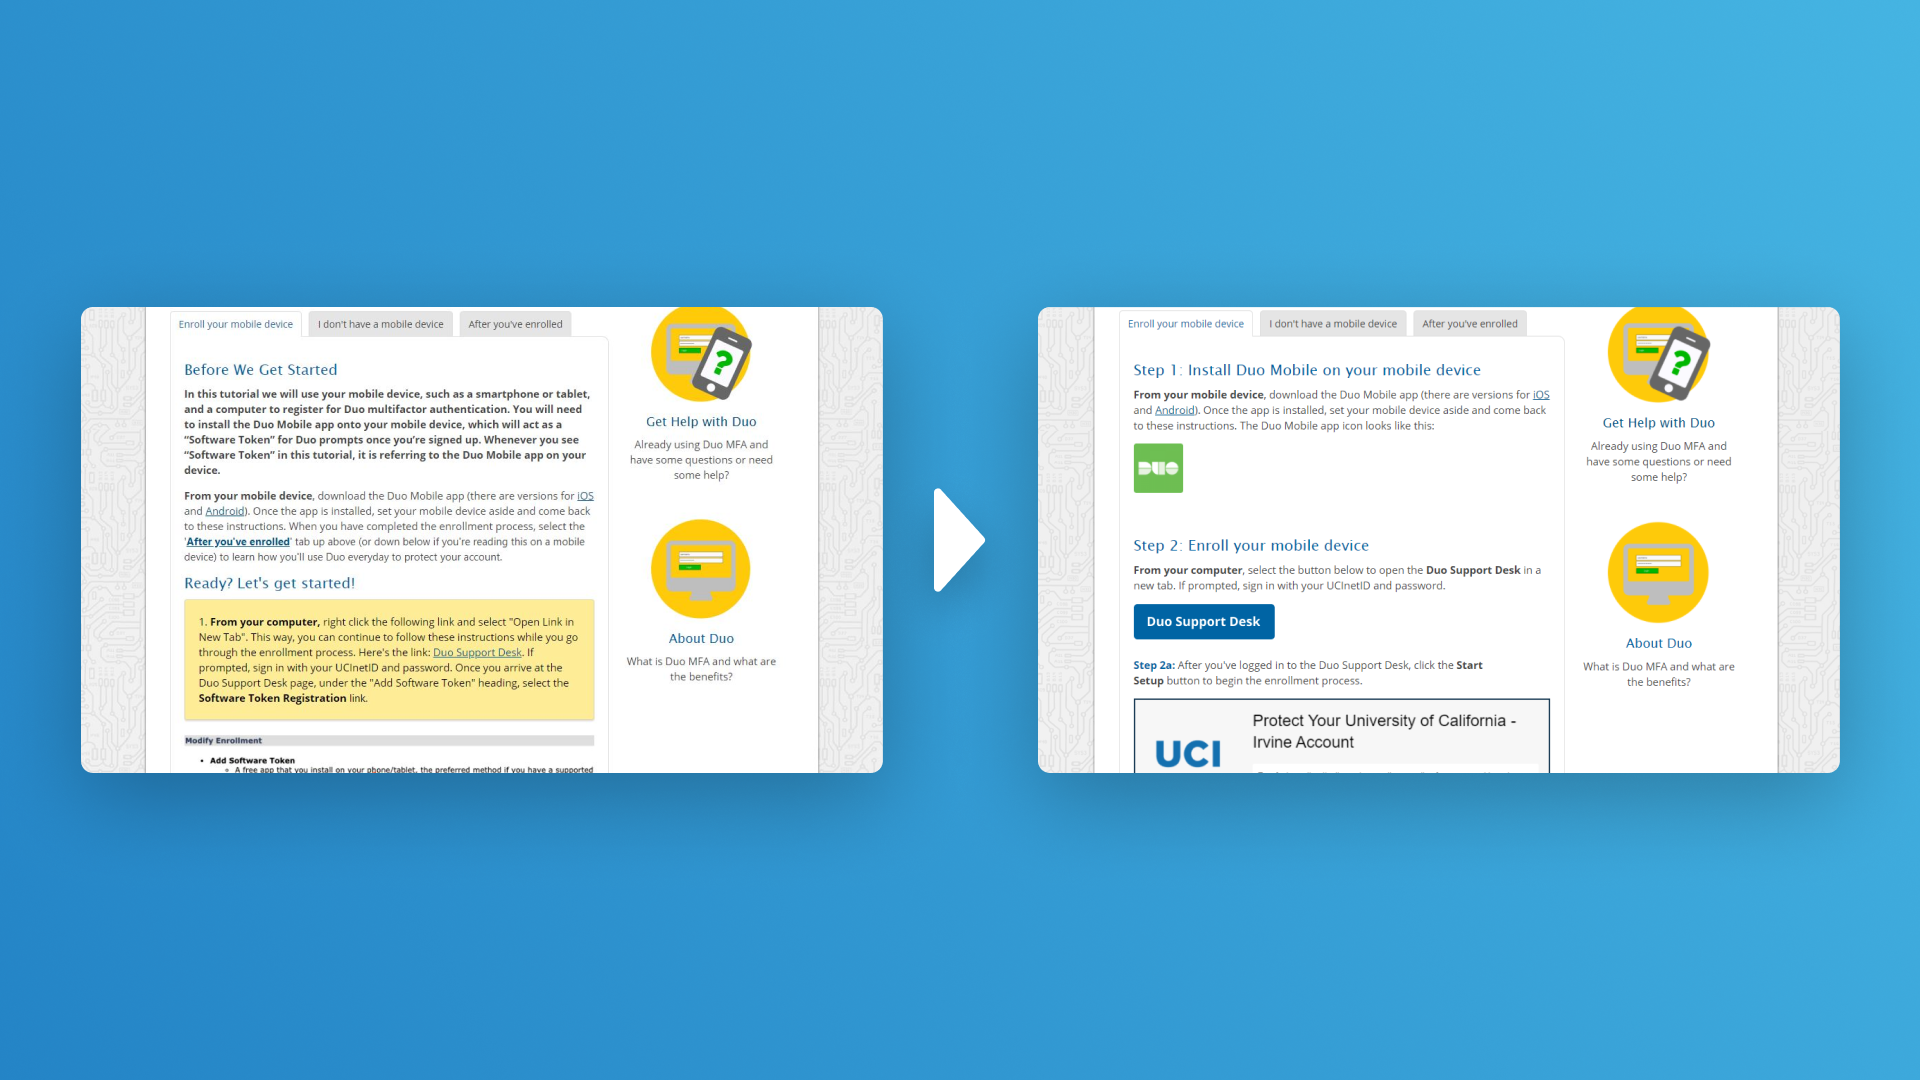 Enroll your mobile device
I don't have a mobile device
After you've enrolled
Before We Get Started
In this tutorial we will use your mobile device, such as a smartphone or tablet,
and a computer to register for Duo multifactor authentication. You will need
to install the Duo Mobile app onto your mobile device, which will act as a
“Software Token” for Duo prompts once you’re signed up. Whenever you see
“Software Token” in this tutorial, it is referring to the Duo Mobile app on your
device.
From your mobile device, download the Duo Mobile app (there are versions for iOS
and Android). Once the app is installed, set your mobile device aside and come back
to these instructions. When you have completed the enrollment process, select the
'After you've enrolled' tab up above (or down below if you’re reading this on a mobile
device) to learn how you'll use Duo everyday to protect your account.
Ready? Let's get started!
1. From your computer, right click the following link and select "Open Link in
New Tab". This way, you can continue to follow these instructions while you go
through the enrollment process. Here's the link: Duo Support Desk. If
prompted, sign in with your UCInetID and password. Once you arrive at the
Duo Support Desk page, under the "Add Software Token" heading, select the
Software Token Registration link.
Modify Enrollment
• Add Software Token
A free app that you install on your phone/tablet, the preferred method if you have a supported
?
Get Help with Duo
Already using Duo MFA and
have some questions or need
some help?
About Duo
What is Duo MFA and what are
the benefits?
Enroll your mobile device
I don't have a mobile device
After you've enrolled
Step 1: Install Duo Mobile on your mobile device
From your mobile device, download the Duo Mobile app (there are versions for iOS
and Android). Once the app is installed, set your mobile device aside and come back
to these instructions. The Duo Mobile app icon looks like this:
DUO
Step 2: Enroll your mobile device
From your computer, select the button below to open the Duo Support Desk in a
new tab. If prompted, sign in with your UCInetID and password.
Duo Support Desk
Step 2a: After you've logged in to the Duo Support Desk, click the Start
Setup button to begin the enrollment process.
UCI
Protect Your University of California -
Irvine Account
?
Get Help with Duo
Already using Duo MFA and
have some questions or need
some help?
About Duo
What is Duo MFA and what are
the benefits?